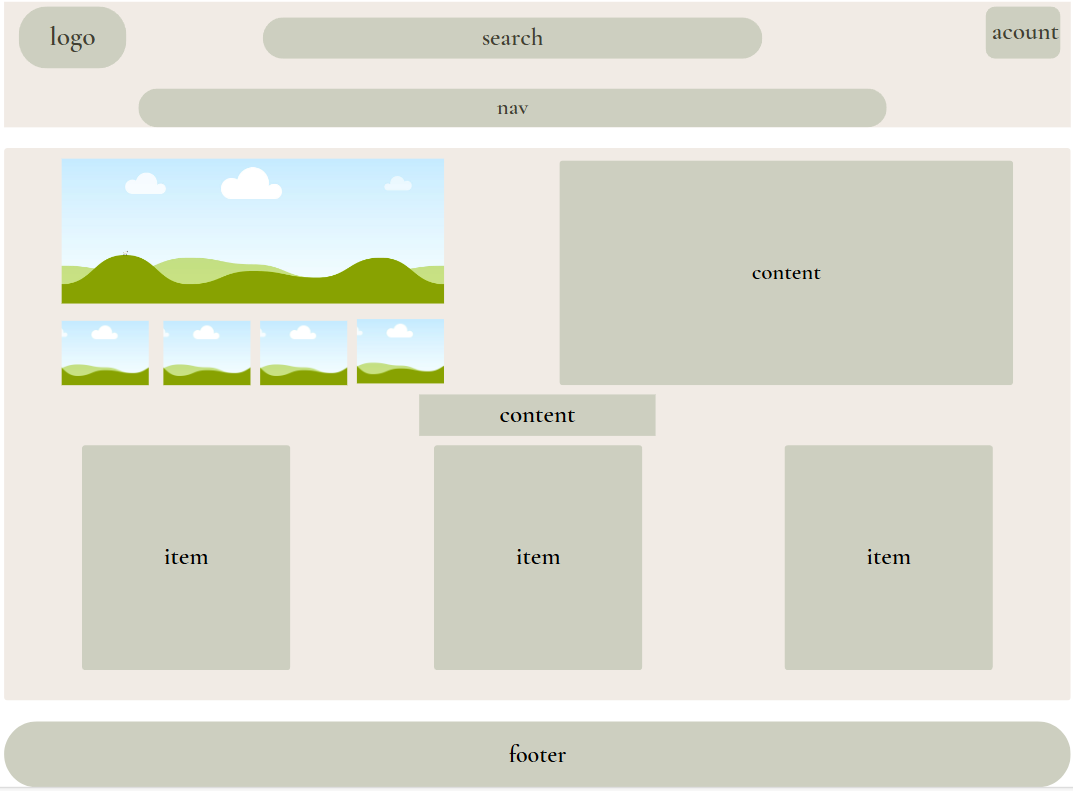 logo
search
acount
nav
content
content
item
item
item
footer